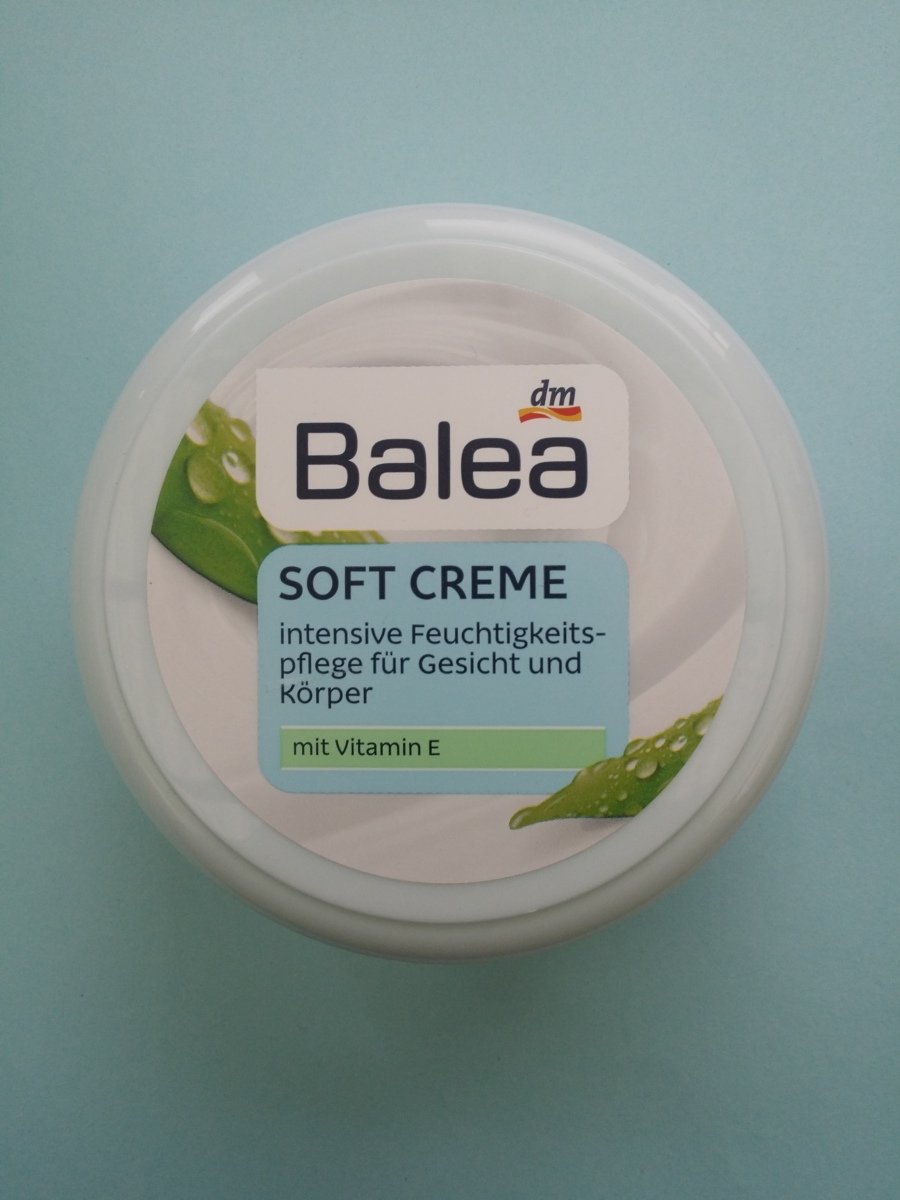 dm
Balea
SOFT CREME
intensive Feuchtigkeits-
pflege für Gesicht und
Körper
mit Vitamin E